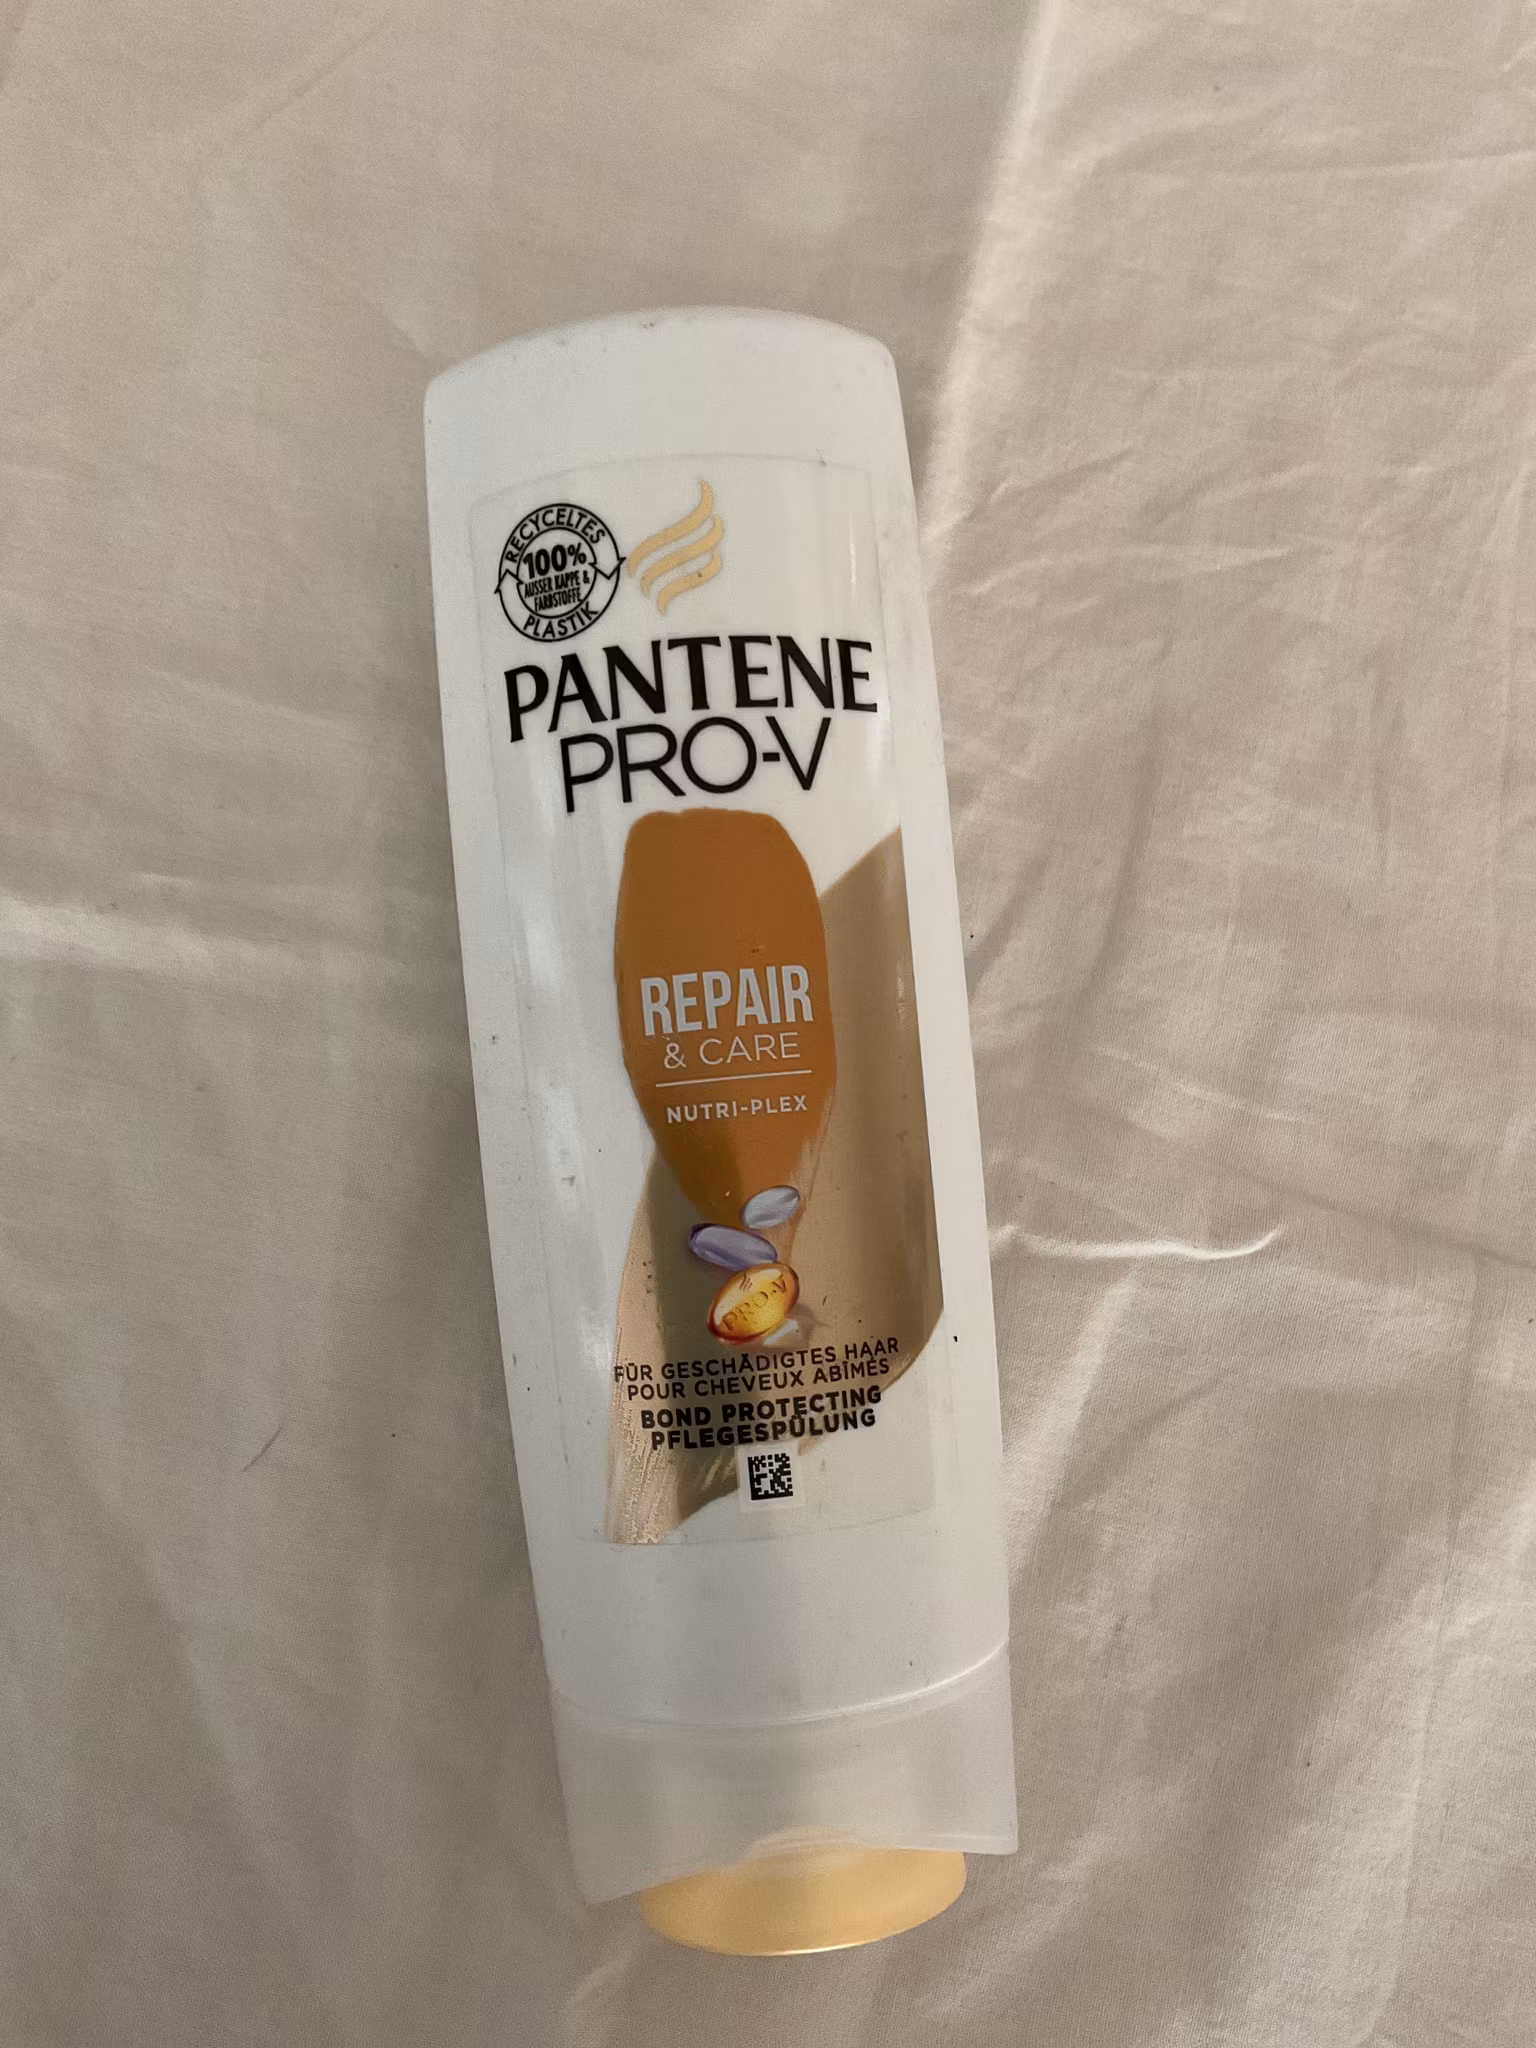 RECYCELTES
100%
AUSSER KAPPE &
FARBSTOFFE
PLASTIK
PANTENE
PRO-V
REPAIR
& CARE
NUTRI-PLEX
PRO-V
FÜR GESCHÄDIGTES HAAR
POUR CHEVEUX ABÎMÉS
BOND PROTECTING
PFLEGESPÜLUNG